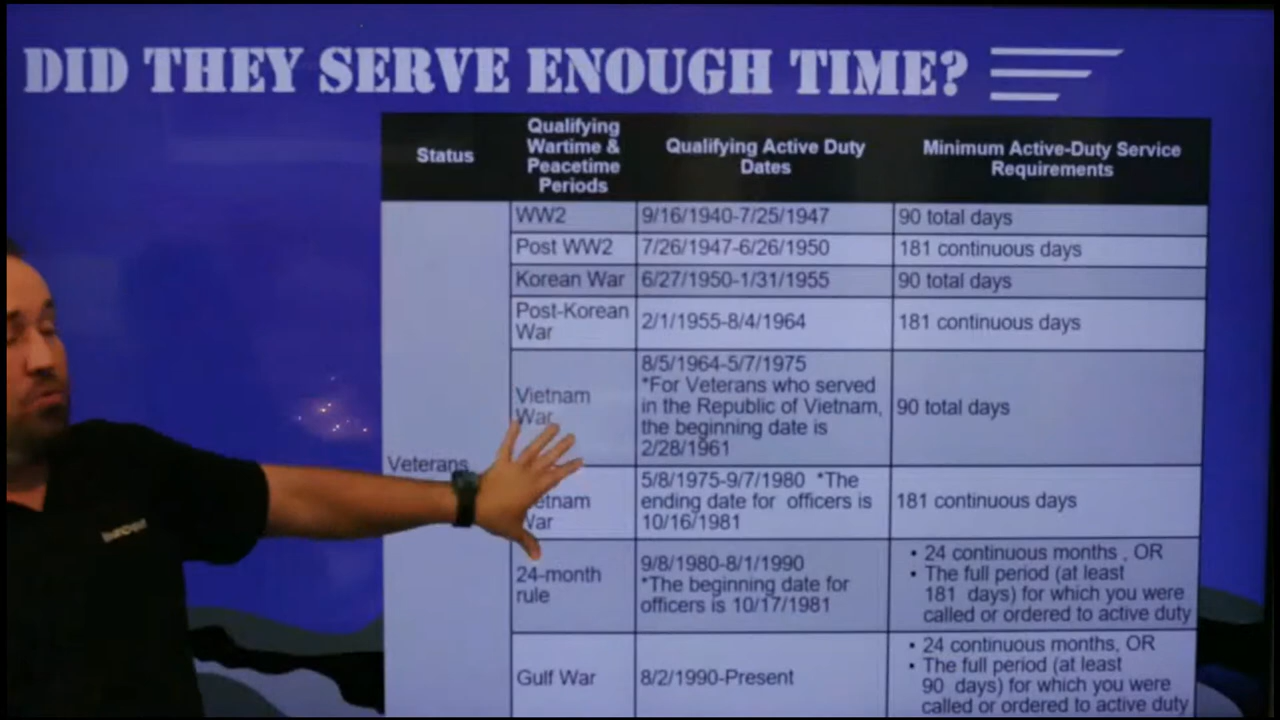 DID THEY SERVE ENOUGH TIME?
Status
Qualifying
Wartime &
Peacetime
Periods
Qualifying Active Duty
Dates
Minimum Active-Duty Service
Requirements
Veterans
WW2
9/16/1940-7/25/1947
90 total days
Post WW2
7/26/1947-6/26/1950
181 continuous days
Korean War
6/27/1950-1/31/1955
90 total days
Post-Korean
War
2/1/1955-8/4/1964
181 continuous days
Vietnam
War
8/5/1964-5/7/1975
*For Veterans who served
in the Republic of Vietnam,
the beginning date is
2/28/1961
90 total days
War
5/8/1975-9/7/1980 *The
ending date for officers is
10/16/1981
181 continuous days
24-month
rule
9/8/1980-8/1/1990
*The beginning date for
officers is 10/17/1981
• 24 continuous months , OR
• The full period (at least
181 days) for which you were
called or ordered to active duty
Gulf War
8/2/1990-Present
• 24 continuous months, OR
• The full period (at least
90 days) for which you were
called or ordered to active duty